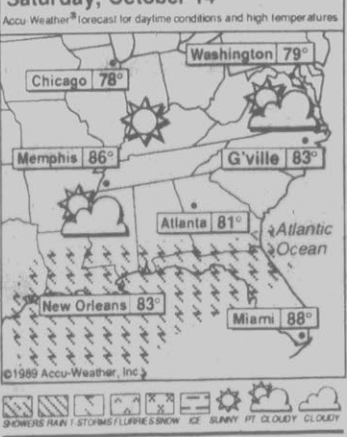 Saturday, October 14
Accu-Weather® forecast for daytime conditions and high temperatures
Washington 79°
Chicago 78°
Memphis 86°
G'ville 83°
Atlanta 81°
Atlantic
Ocean
New Orleans 83°
Miami 88°
©1989 Accu-Weather, Inc.
SHOWERS RAIN T-STORMS FLURRIES SNOW ICE SUNNY PT CLOUDY CLOUDY